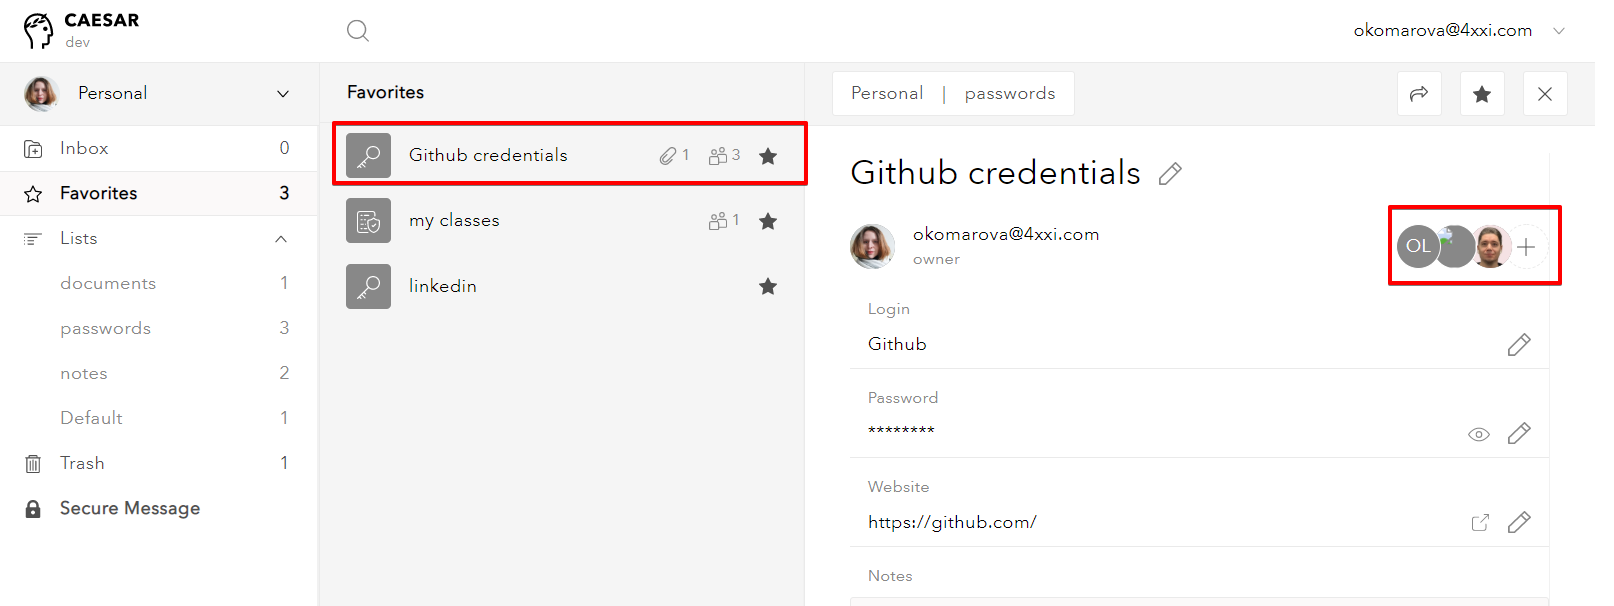 CAESAR
dev
okomarova@4xxi.com
Personal
Inbox 0
Favorites 3
Lists
documents 1
passwords 3
notes 2
Default 1
Trash 1
Secure Message
Favorites
Github credentials 1 3
my classes 1
linkedin
Personal | passwords
Github credentials
okomarova@4xxi.com
owner
OL
Login
Github
Password
********
Website
https://github.com/
Notes